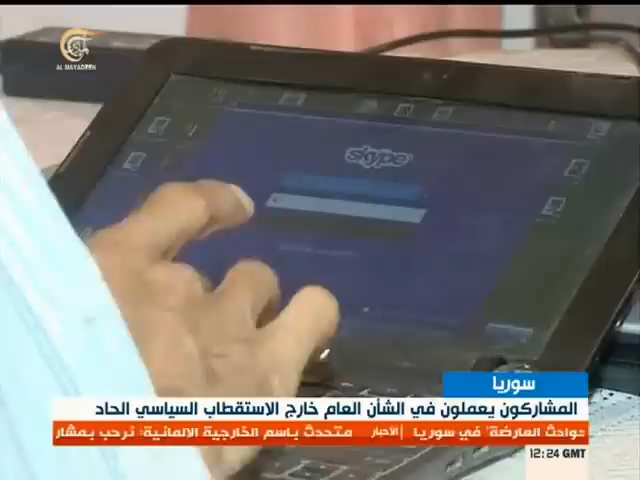 AL MAYADEEN
skype
سوريا
المشاركون يعملون في الشأن العام خارج الاستقطاب السياسي الحاد
حوادث العارضة" في سوريا | الأخبار | متحدث باسم الخارجية الالمانية: نرحب بمشار
12:24 GMT